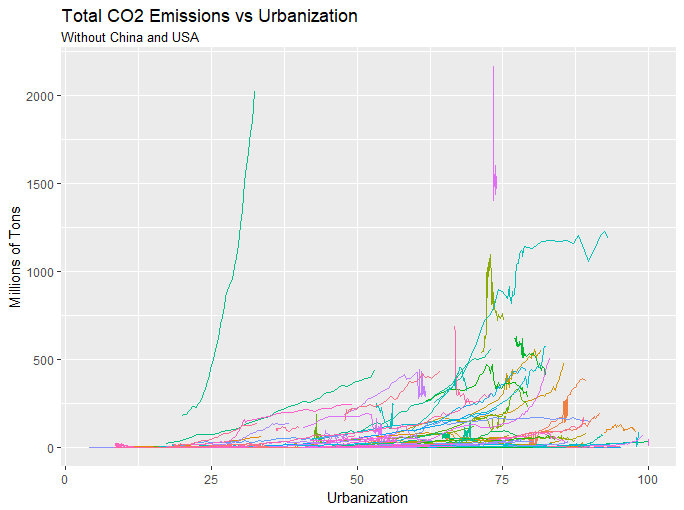 Total CO2 Emissions vs Urbanization
Without China and USA
2000
1500
1000
500
0
Millions of Tons
0 25 50 75 100
Urbanization